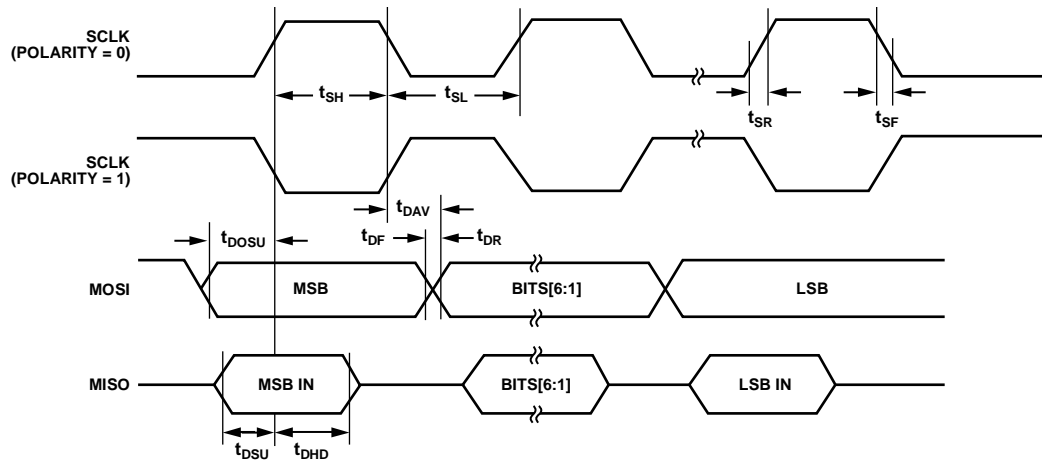 SCLK
(POLARITY = 0)
tSH
tSL
tSR
tSF
SCLK
(POLARITY = 1)
tDAV
tDOSU
tDF
tDR
MOSI
MSB
BITS[6:1]
LSB
MISO
MSB IN
BITS[6:1]
LSB IN
tDSU
tDHD